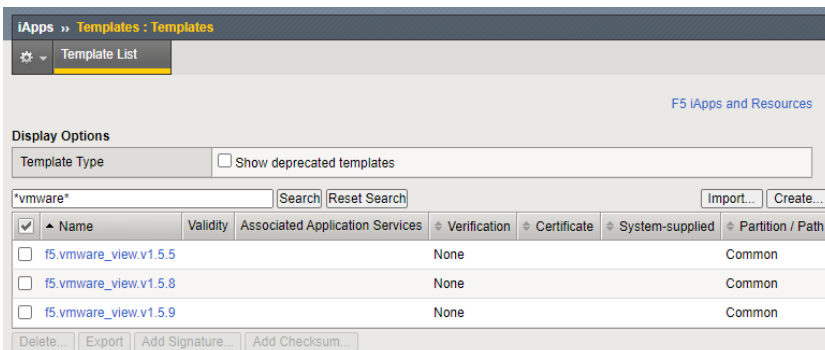 iApps ›› Templates : Templates
Template List
F5 iApps and Resources
Display Options
Template Type Show deprecated templates
*vmware* Search Reset Search Import... Create...
Name Validity Associated Application Services Verification Certificate System-supplied Partition / Path
f5.vmware_view.v1.5.5 None Common
f5.vmware_view.v1.5.8 None Common
f5.vmware_view.v1.5.9 None Common
Delete... Export Add Signature... Add Checksum...